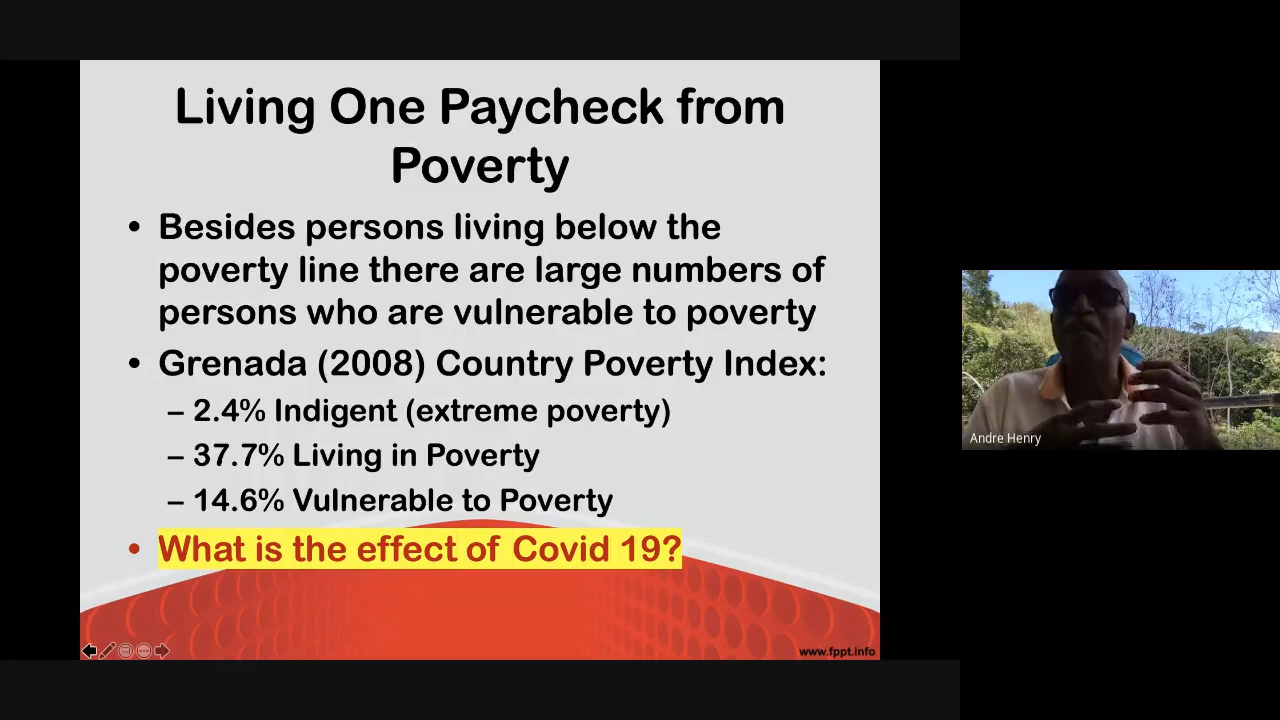 Living One Paycheck from
Poverty
• Besides persons living below the
poverty line there are large numbers of
persons who are vulnerable to poverty
• Grenada (2008) Country Poverty Index:
– 2.4% Indigent (extreme poverty)
– 37.7% Living in Poverty
– 14.6% Vulnerable to Poverty
• What is the effect of Covid 19?
www.fppt.info
Andre Henry